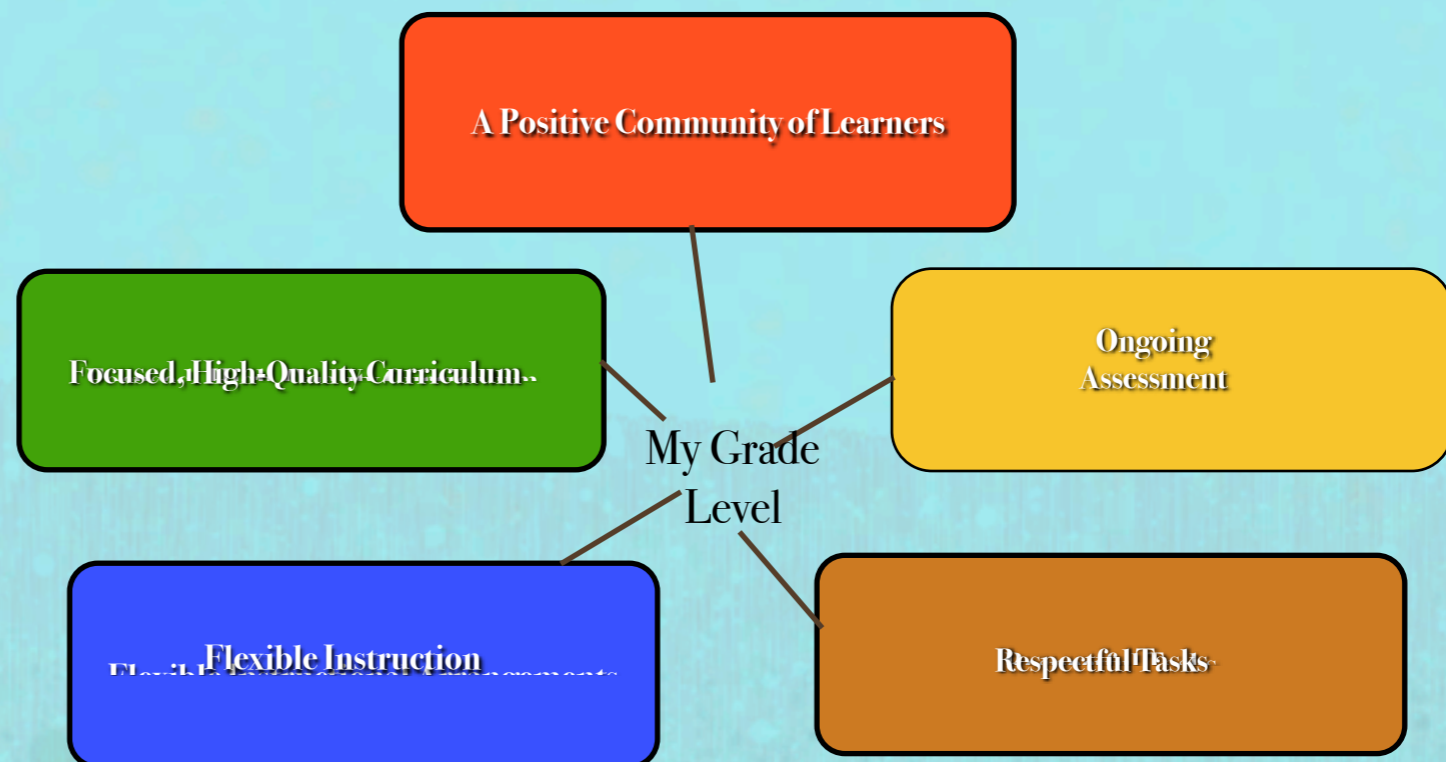 A Positive Community of Learners
Focused, High-Quality Curriculum
Ongoing
Assessment
My Grade
Level
Flexible Instruction
Respectful Tasks